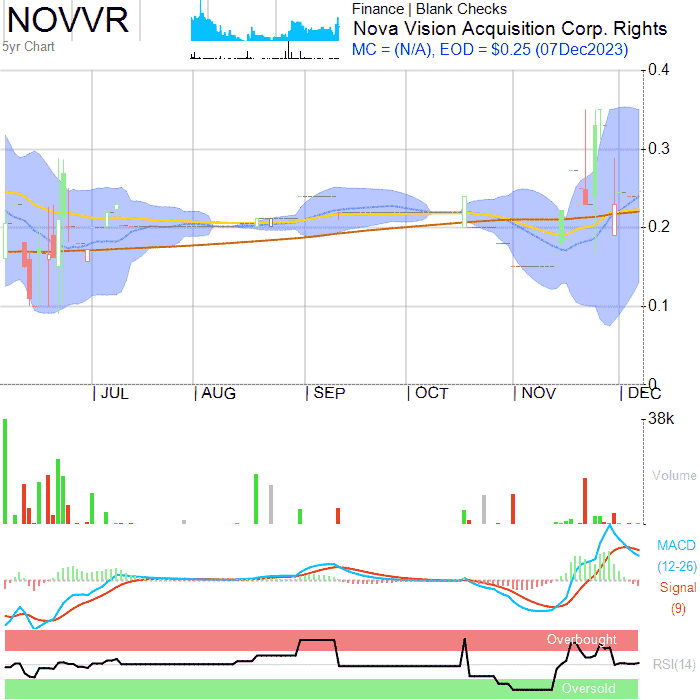 NOVVR
5yr Chart
Finance | Blank Checks
Nova Vision Acquisition Corp. Rights
MC = (N/A), EOD = $0.25 (07Dec2023)
0.4
0.3
0.2
0.1
0
JUL AUG SEP OCT NOV DEC
38k
Volume
MACD
(12-26)
Signal
(9)
Overbought
RSI(14)
Oversold